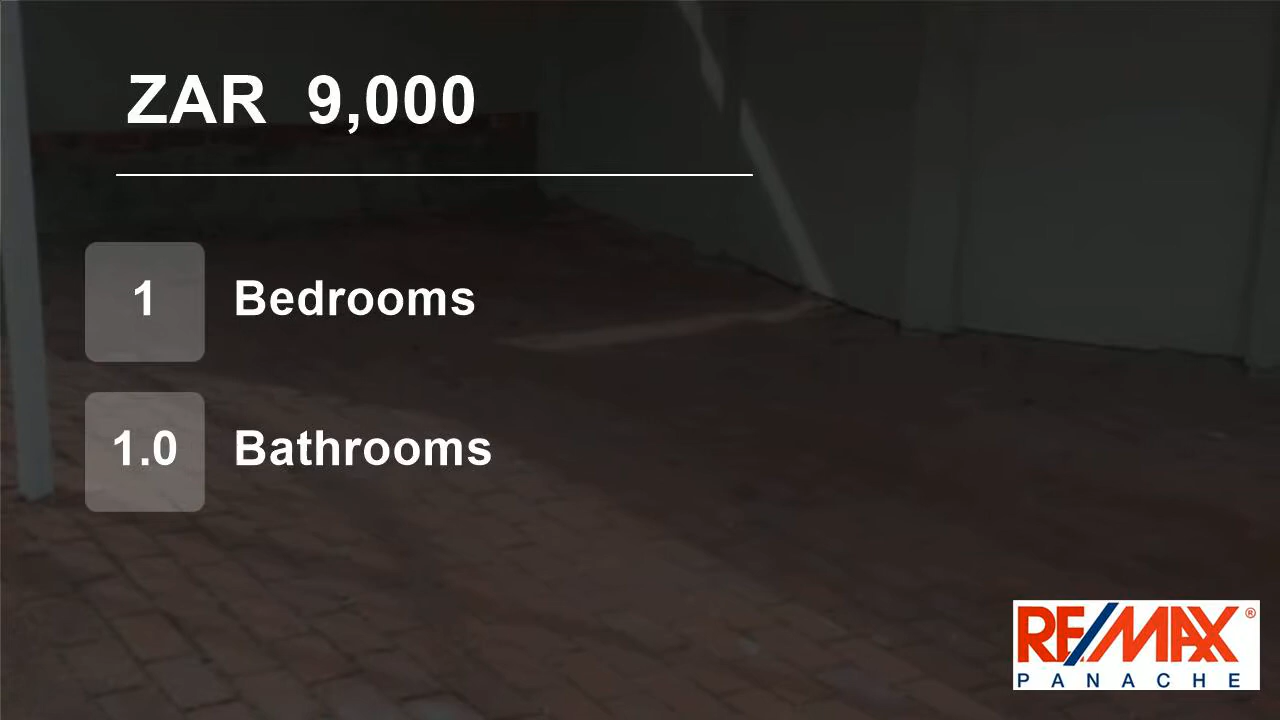 ZAR 9,000
1 Bedrooms
1.0 Bathrooms
RE/MAX®
PANACHE